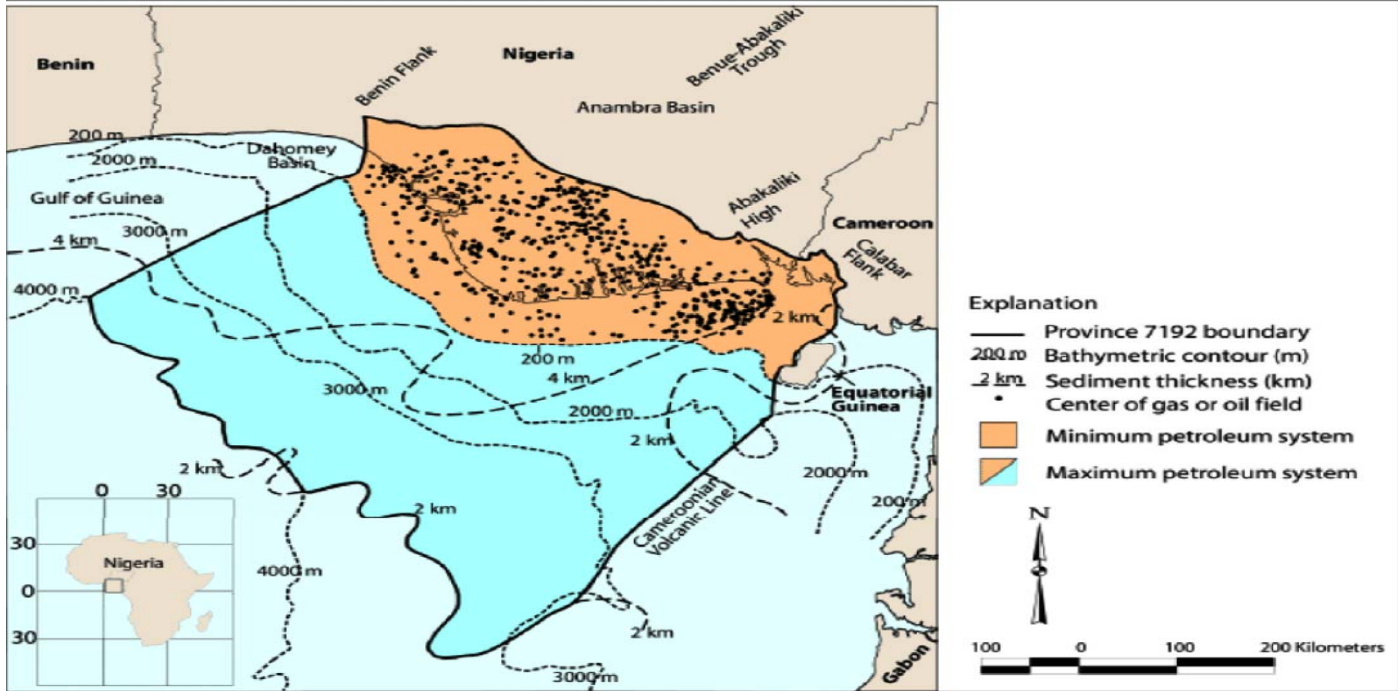 Benin
Nigeria
Benin Flank
Benue-Abakaliki
Trough
Anambra Basin
200 m
2000 m
Dahomey
Basin
Gulf of Guinea
3000 m
4 km
4000 m
Abakaliki
High
Cameroon
Calabar
Flank
2 km
200 m
4 km
3000 m
2000 m
Equatorial
Guinea
2 km
2000 m
200 m
2 km
2 km
Cameroonian
Volcanic Line
4000 m
2 km
3000 m
Gabon
0
30
30
0
30
Nigeria
Explanation
Province 7192 boundary
200 m Bathymetric contour (m)
2 km Sediment thickness (km)
Center of gas or oil field
Minimum petroleum system
Maximum petroleum system
N
100 0 100 200 Kilometers